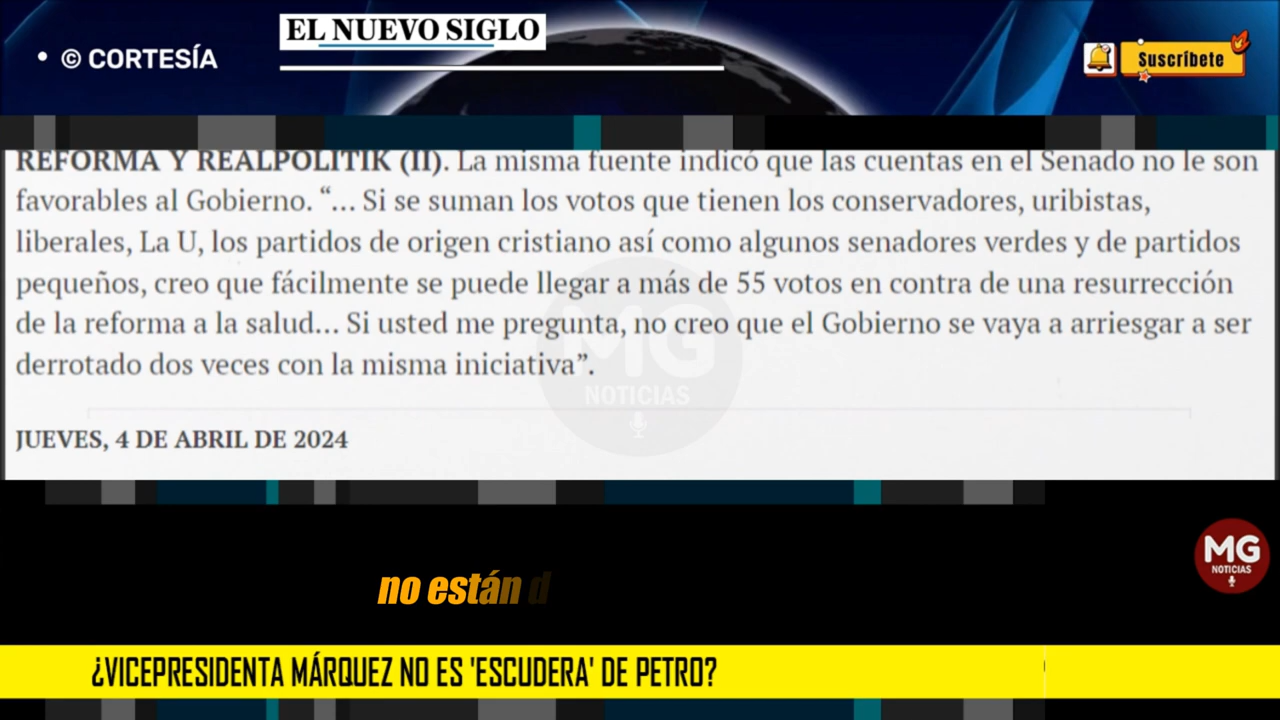 • © CORTESÍA
EL NUEVO SIGLO
Suscríbete
REFORMA Y REALPOLITIK (II). La misma fuente indicó que las cuentas en el Senado no le son
favorables al Gobierno. “... Si se suman los votos que tienen los conservadores, uribistas,
liberales, La U, los partidos de origen cristiano así como algunos senadores verdes y de partidos
pequeños, creo que fácilmente se puede llegar a más de 55 votos en contra de una resurrección
de la reforma a la salud... Si usted me pregunta, no creo que el Gobierno se vaya a arriesgar a ser
derrotado dos veces con la misma iniciativa”.
MG
NOTICIAS
JUEVES, 4 DE ABRIL DE 2024
MG
NOTICIAS
no están d
¿VICEPRESIDENTA MÁRQUEZ NO ES 'ESCUDERA' DE PETRO?